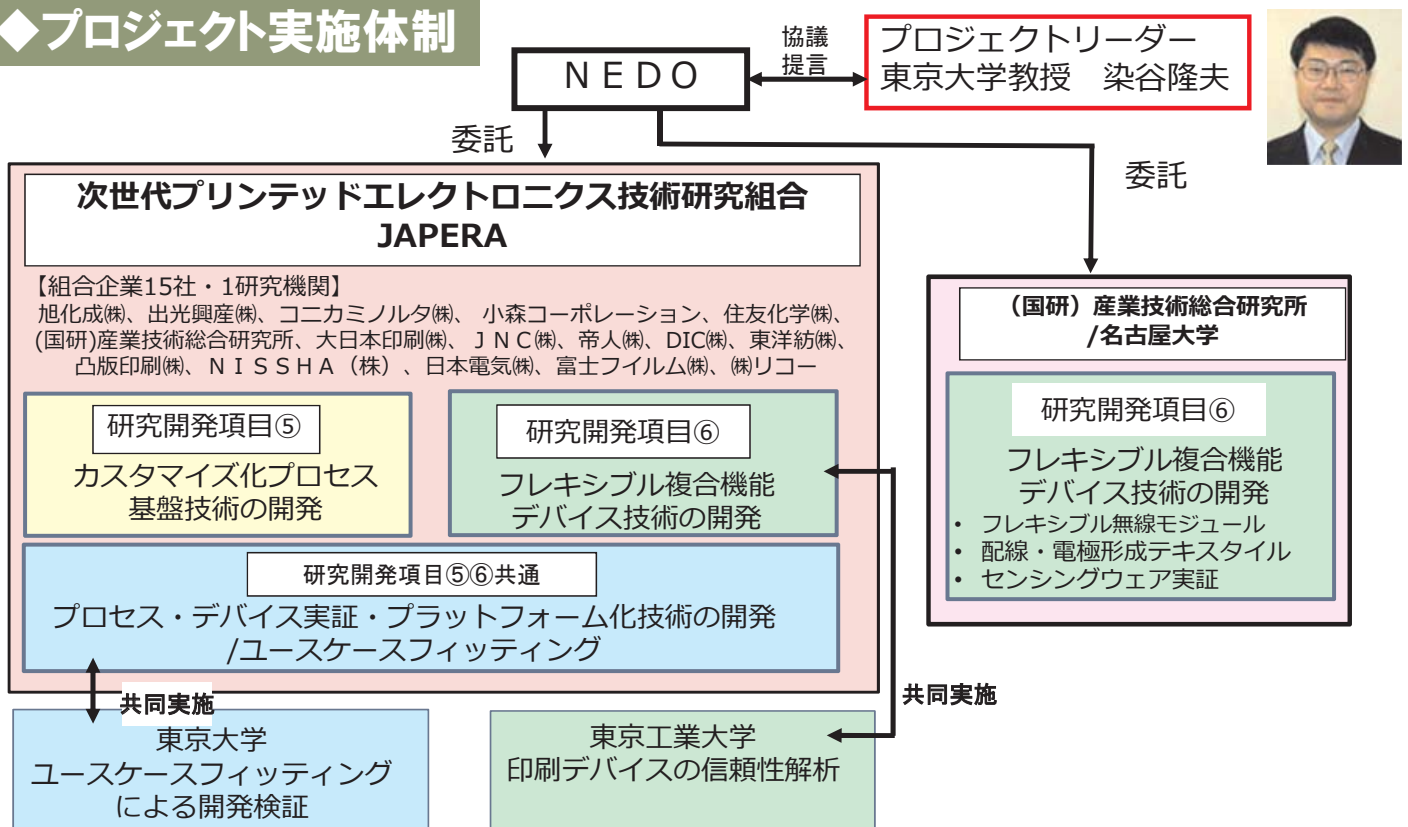 ◆プロジェクト実施体制
NEDO
協議
提言
プロジェクトリーダー
東京大学教授 染谷隆夫
委託
委託
次世代プリンテッドエレクトロニクス技術研究組合
JAPERA
【組合企業15社・1研究機関】
旭化成㈱、出光興産㈱、コニカミノルタ㈱、 小森コーポレーション、住友化学㈱、
(国研)産業技術総合研究所、大日本印刷㈱、JNC㈱、帝人㈱、DIC㈱、東洋紡㈱、
凸版印刷㈱、NISSHA(株)、日本電気㈱、富士フイルム㈱、㈱リコー
研究開発項目⑤
カスタマイズ化プロセス
基盤技術の開発
研究開発項目⑥
フレキシブル複合機能
デバイス技術の開発
研究開発項目⑤⑥共通
プロセス・デバイス実証・プラットフォーム化技術の開発
/ユースケースフィッティング
(国研)産業技術総合研究所
/名古屋大学
研究開発項目⑥
フレキシブル複合機能
デバイス技術の開発
• フレキシブル無線モジュール
• 配線・電極形成テキスタイル
• センシングウェア実証
共同実施
東京大学
ユースケースフィッティング
による開発検証
共同実施
東京工業大学
印刷デバイスの信頼性解析